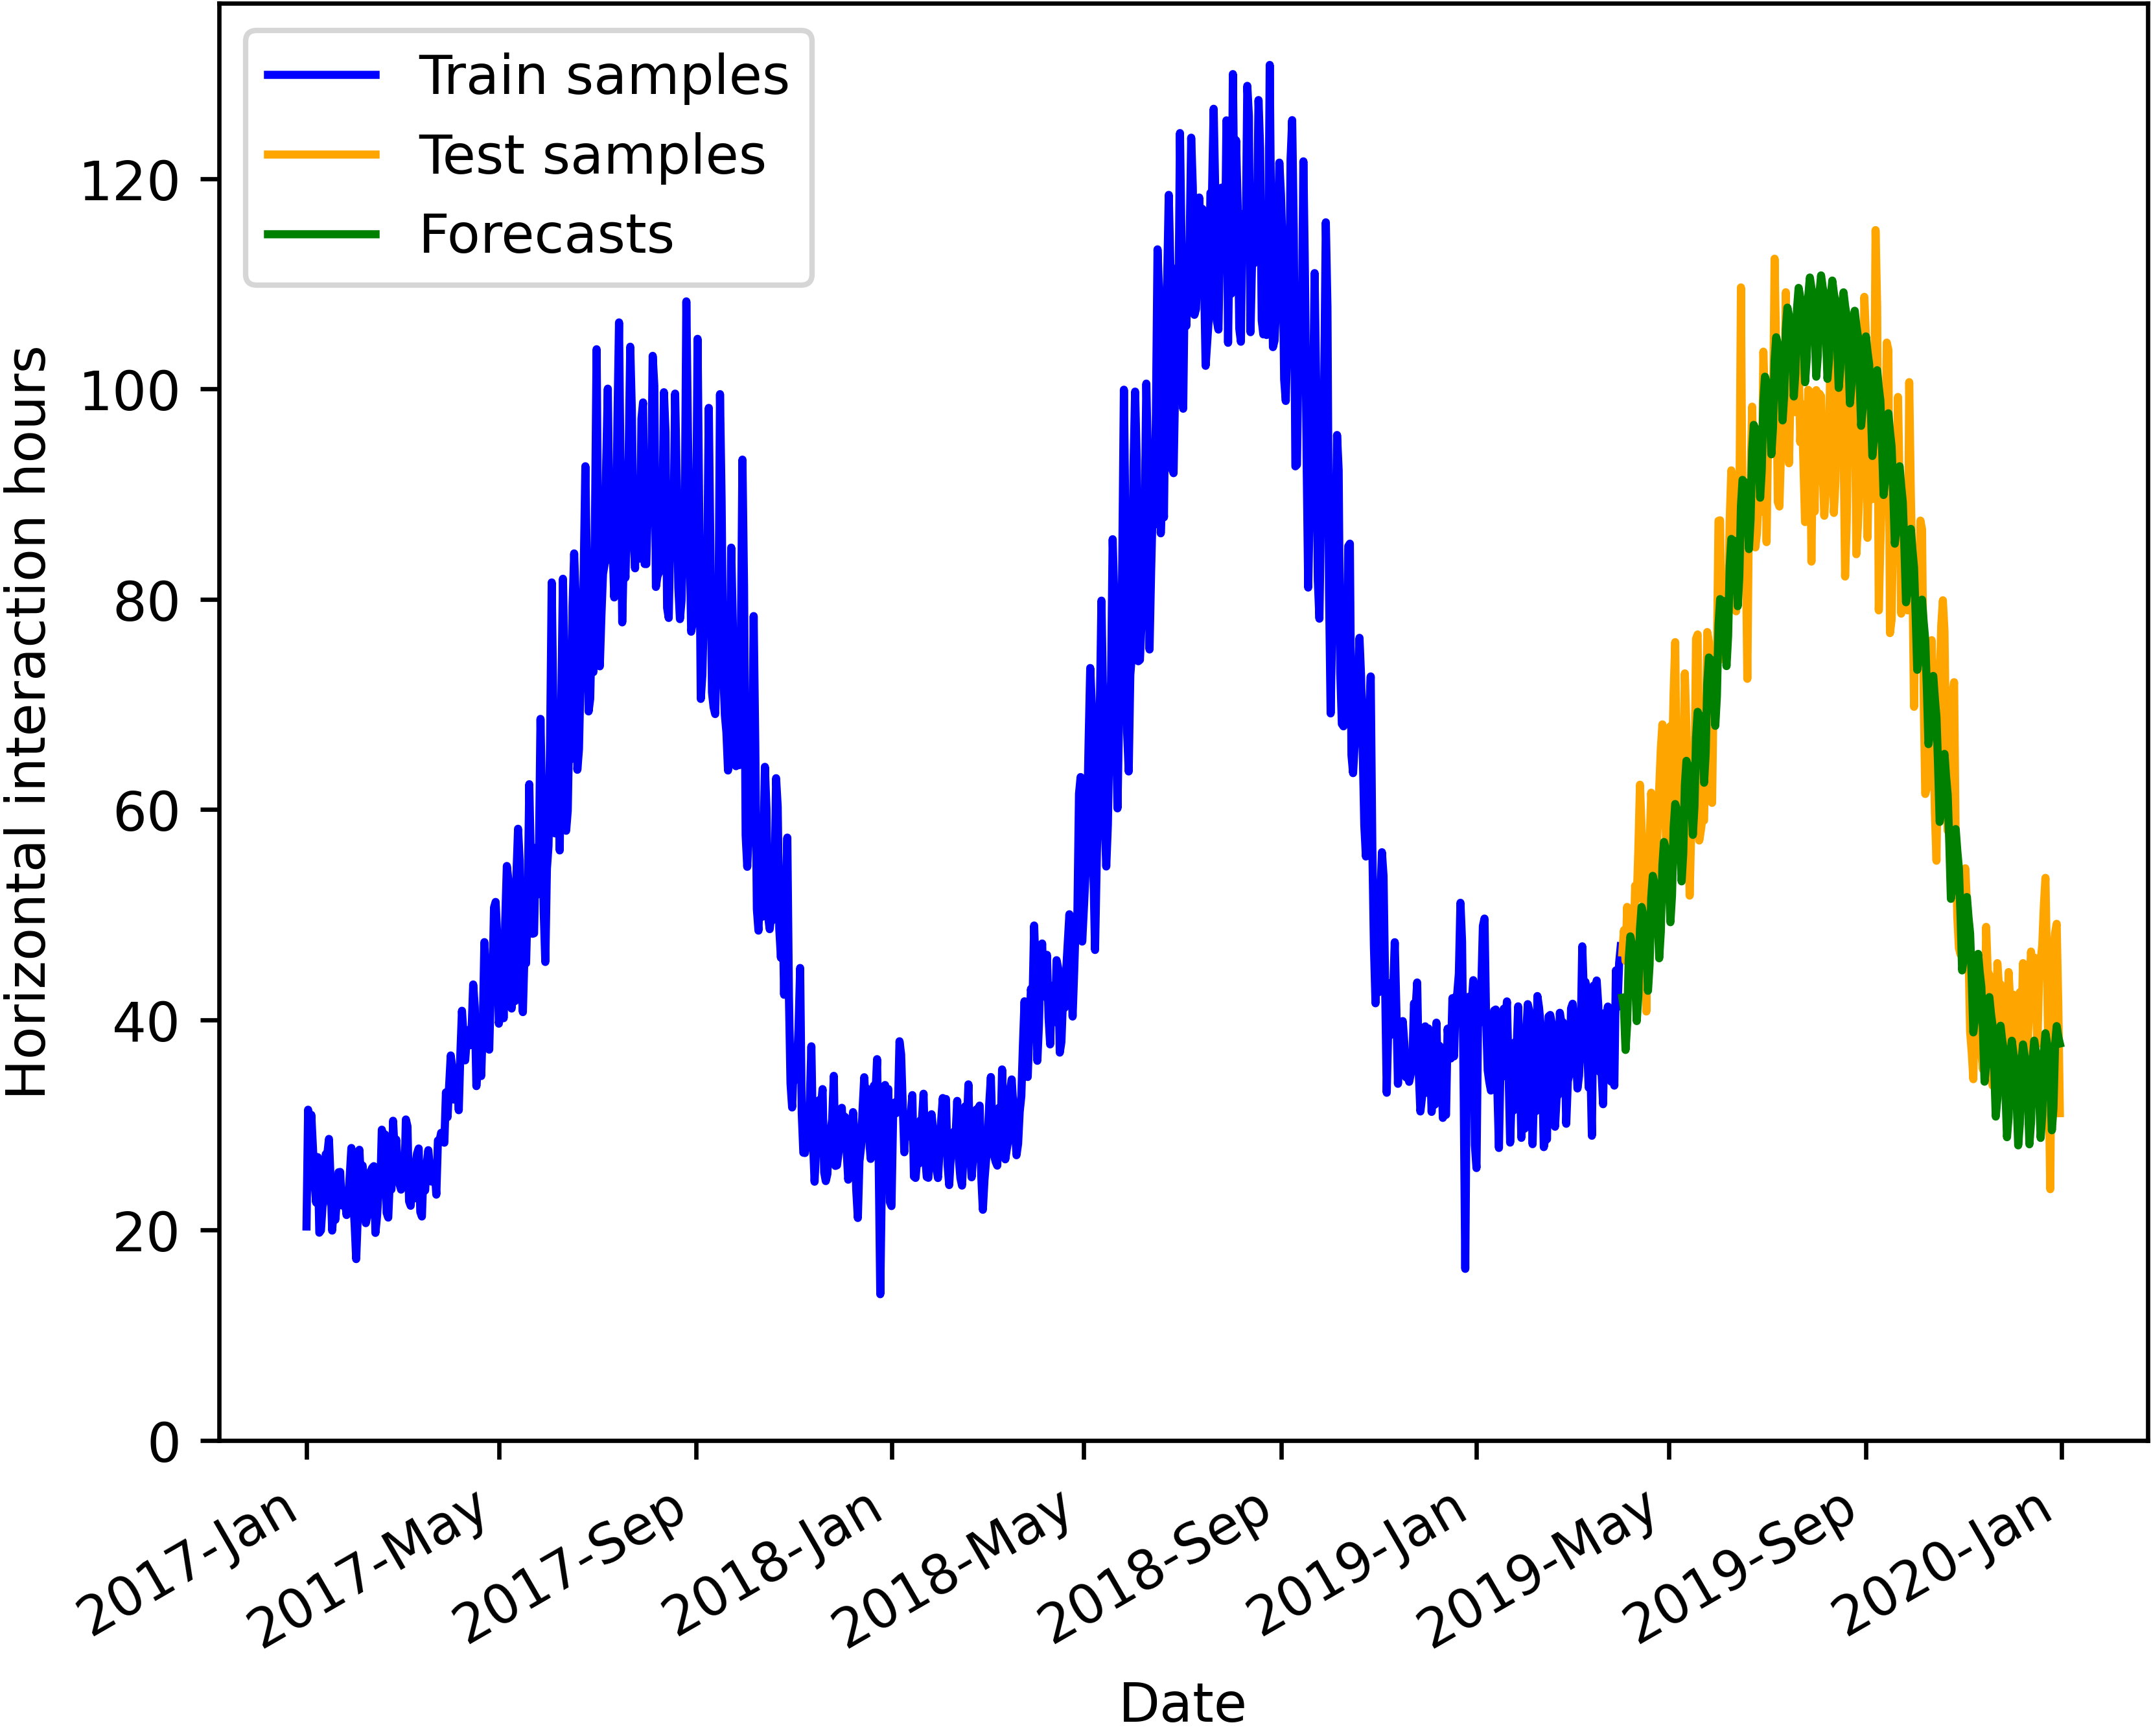 Train samples
Test samples
Forecasts
120
100
80
60
40
20
0
Horizontal interaction hours
2017-Jan
2017-May
2017-Sep
2018-Jan
2018-May
2018-Sep
2019-Jan
2019-May
2019-Sep
2020-Jan
Date